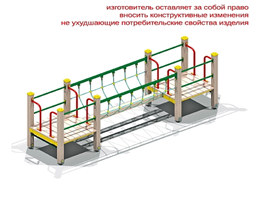 изготовитель оставляет за собой право
вносить конструктивные изменения
не ухудшающие потребительские свойства изделия